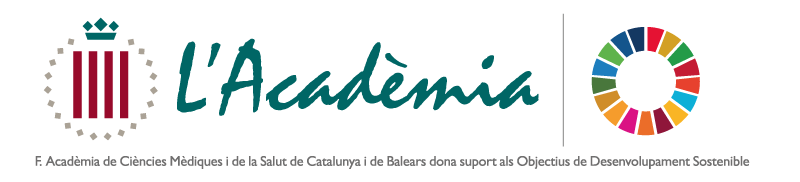 L'Acadèmia
F. Acadèmia de Ciències Mèdiques i de la Salut de Catalunya i de Balears dona suport als Objectius de Desenvolupament Sostenible